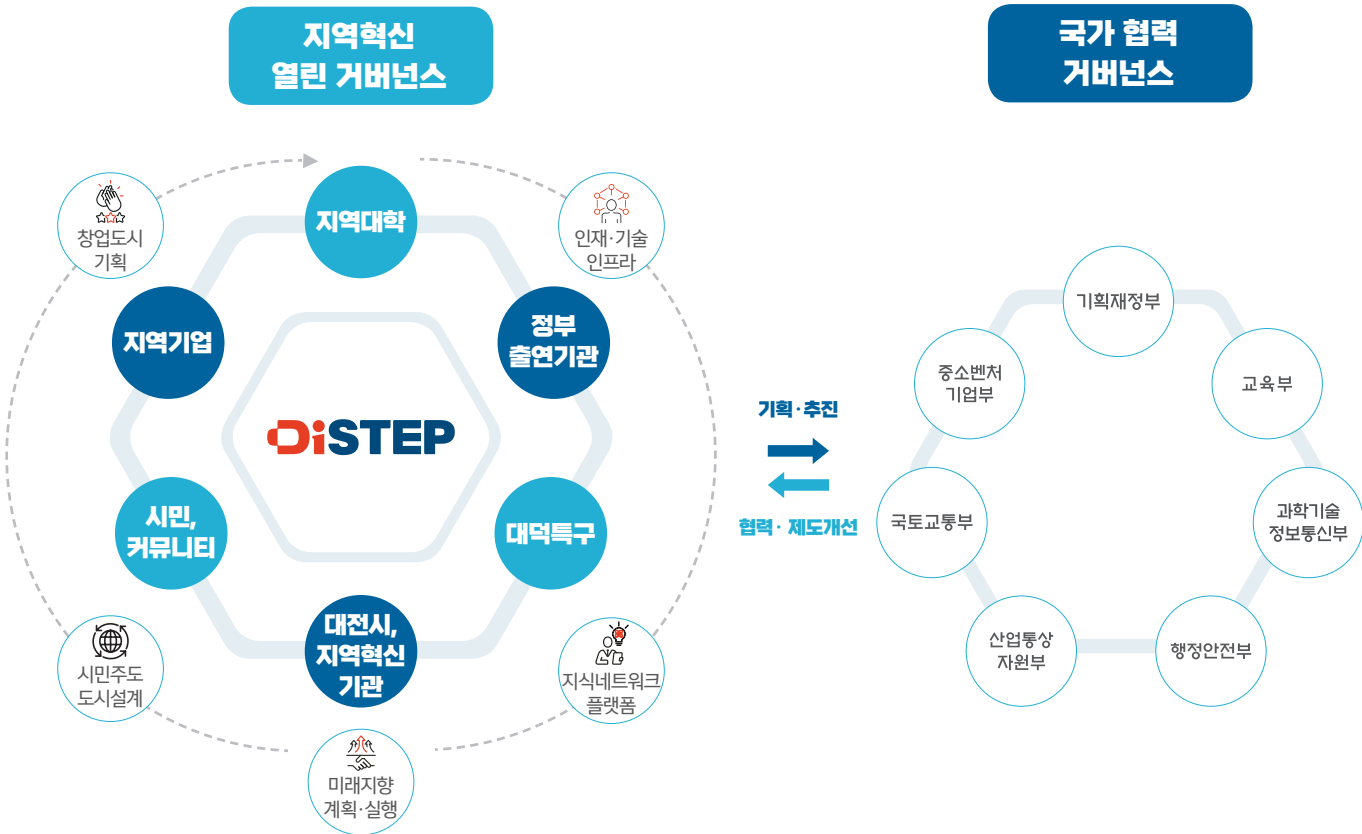 지역혁신
열린 거버넌스
국가 협력
거버넌스
창업도시
기획
지역대학
인재·기술
인프라
지역기업
정부
출연기관
DiSTEP
시민,
커뮤니티
대덕특구
대전시,
지역혁신
기관
시민주도
도시설계
지식네트워크
플랫폼
미래지향
계획·실행
기획·추진
협력· 제도개선
기획재정부
중소벤처
기업부
교육부
국토교통부
과학기술
정보통신부
산업통상
자원부
행정안전부